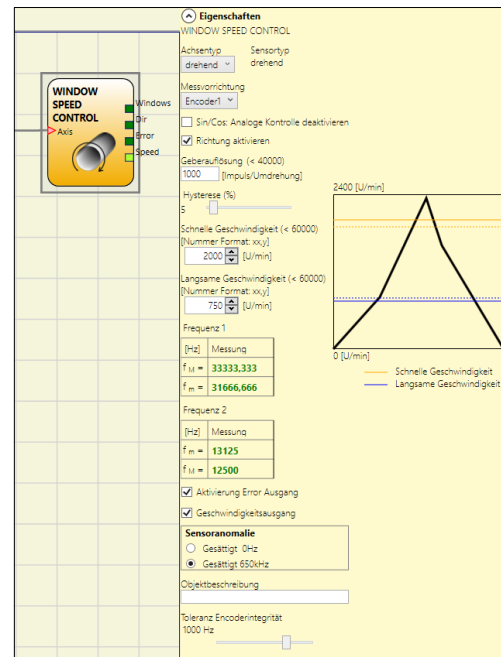 WINDOW
SPEED
CONTROL
Axis
Windows
Dir
Error
Speed
Eigenschaften
WINDOW SPEED CONTROL
Achsentyp Sensortyp
drehend drehend
Messvorrichtung
Encoder1
Sin/Cos: Analoge Kontrolle deaktivieren
Richtung aktivieren
Geberauflösung (< 40000)
1000 [Impuls/Umdrehung]
Hysterese (%)
5
Schnelle Geschwindigkeit (< 60000)
[Nummer Format: xx,y]
2000 [U/min]
Langsame Geschwindigkeit (< 60000)
[Nummer Format: xx,y]
750 [U/min]
2400 [U/min]
0 [U/min]
Schnelle Geschwindigkeit
Langsame Geschwindigkeit
Frequenz 1
[Hz] Messung
f M = 33333,333
f m = 31666,666
Frequenz 2
[Hz] Messung
f m = 13125
f M = 12500
Aktivierung Error Ausgang
Geschwindigkeitsausgang
Sensoranomalie
Gesättigt 0Hz
Gesättigt 650kHz
Objektbeschreibung
Toleranz Encoderintegrität
1000 Hz